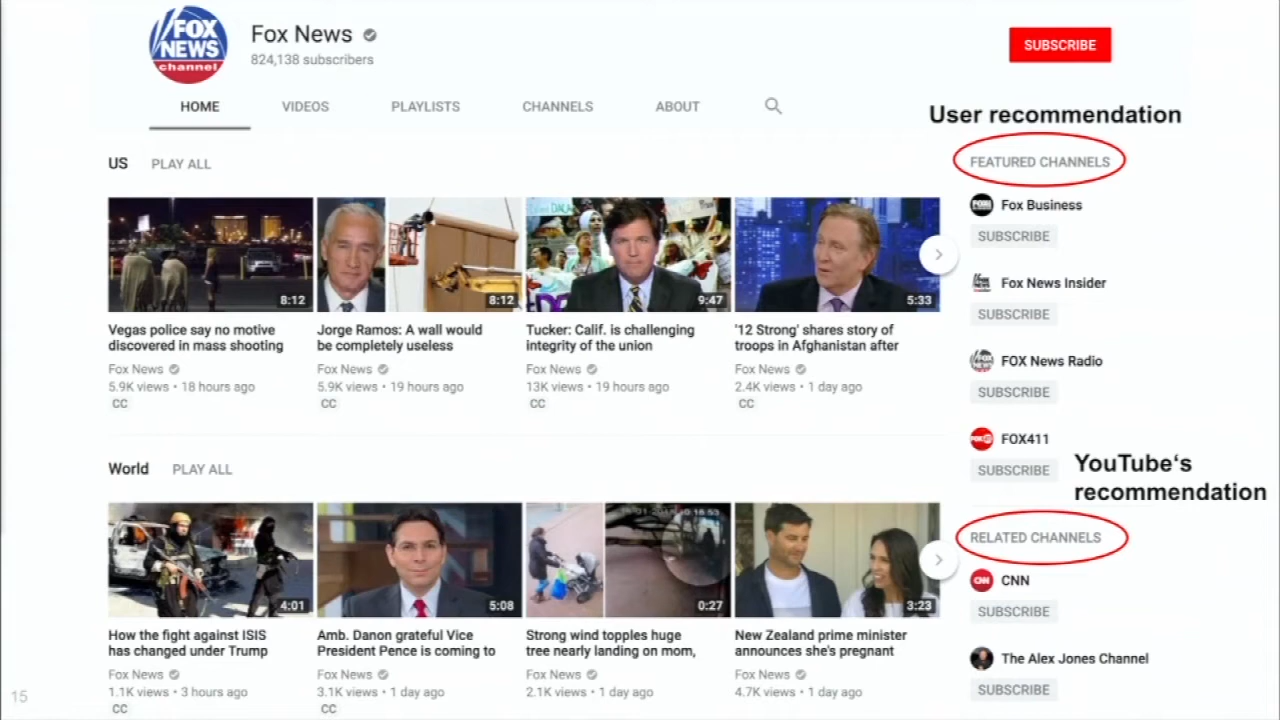 FOX
NEWS
channel
Fox News
824,138 subscribers
SUBSCRIBE
HOME VIDEOS PLAYLISTS CHANNELS ABOUT
User recommendation
FEATURED CHANNELS
US PLAY ALL
8:12 8:12 9:47 5:33
Vegas police say no motive
discovered in mass shooting
Fox News
5.9K views • 18 hours ago
CC
Jorge Ramos: A wall would
be completely useless
Fox News
5.9K views • 19 hours ago
CC
Tucker: Calif. is challenging
integrity of the union
Fox News
13K views • 19 hours ago
CC
'12 Strong' shares story of
troops in Afghanistan after
Fox News
2.4K views • 1 day ago
CC
Fox Business
SUBSCRIBE
Fox News Insider
SUBSCRIBE
FOX News Radio
SUBSCRIBE
FOX411
SUBSCRIBE
YouTube‘s
recommendation
RELATED CHANNELS
CNN
CNN
SUBSCRIBE
The Alex Jones Channel
SUBSCRIBE
World PLAY ALL
4:01 5:08 0:27 3:23
How the fight against ISIS
has changed under Trump
Fox News
1.1K views • 3 hours ago
CC
Amb. Danon grateful Vice
President Pence is coming to
Fox News
3.1K views • 1 day ago
CC
Strong wind topples huge
tree nearly landing on mom,
Fox News
2.1K views • 1 day ago
New Zealand prime minister
announces she's pregnant
Fox News
4.7K views • 1 day ago
15